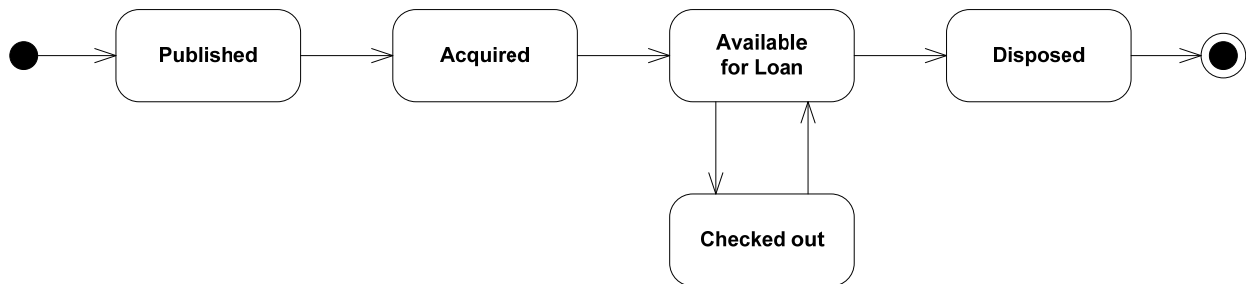 Published
Acquired
Available
for Loan
Disposed
Checked out